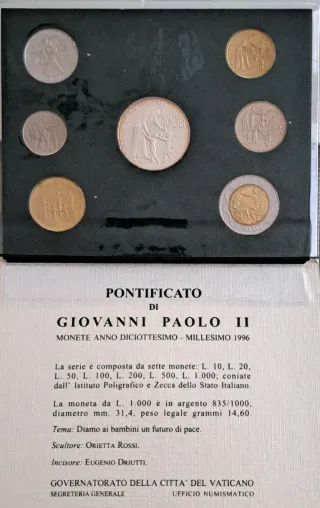 PONTIFICATO
DI
GIOVANNI PAOLO II
MONETE ANNO DICIOTTESIMO - MILLESIMO 1996
La serie è composta da sette monete: L. 10, L. 20,
L. 50, L. 100, L. 200, L. 500, L. 1.000; coniate
dall' Istituto Poligrafico e Zecca dello Stato Italiano.
La moneta da L. 1.000 è in argento 835/1000,
diametro mm. 31,4, peso legale grammi 14,60.
Tema: Diamo ai bambini un futuro di pace.
Scultore: ORIETTA ROSSI.
Incisore: EUGENIO DRIUTTI.
GOVERNATORATO DELLA CITTA' DEL VATICANO
SEGRETERIA GENERALE UFFICIO NUMISMATICO